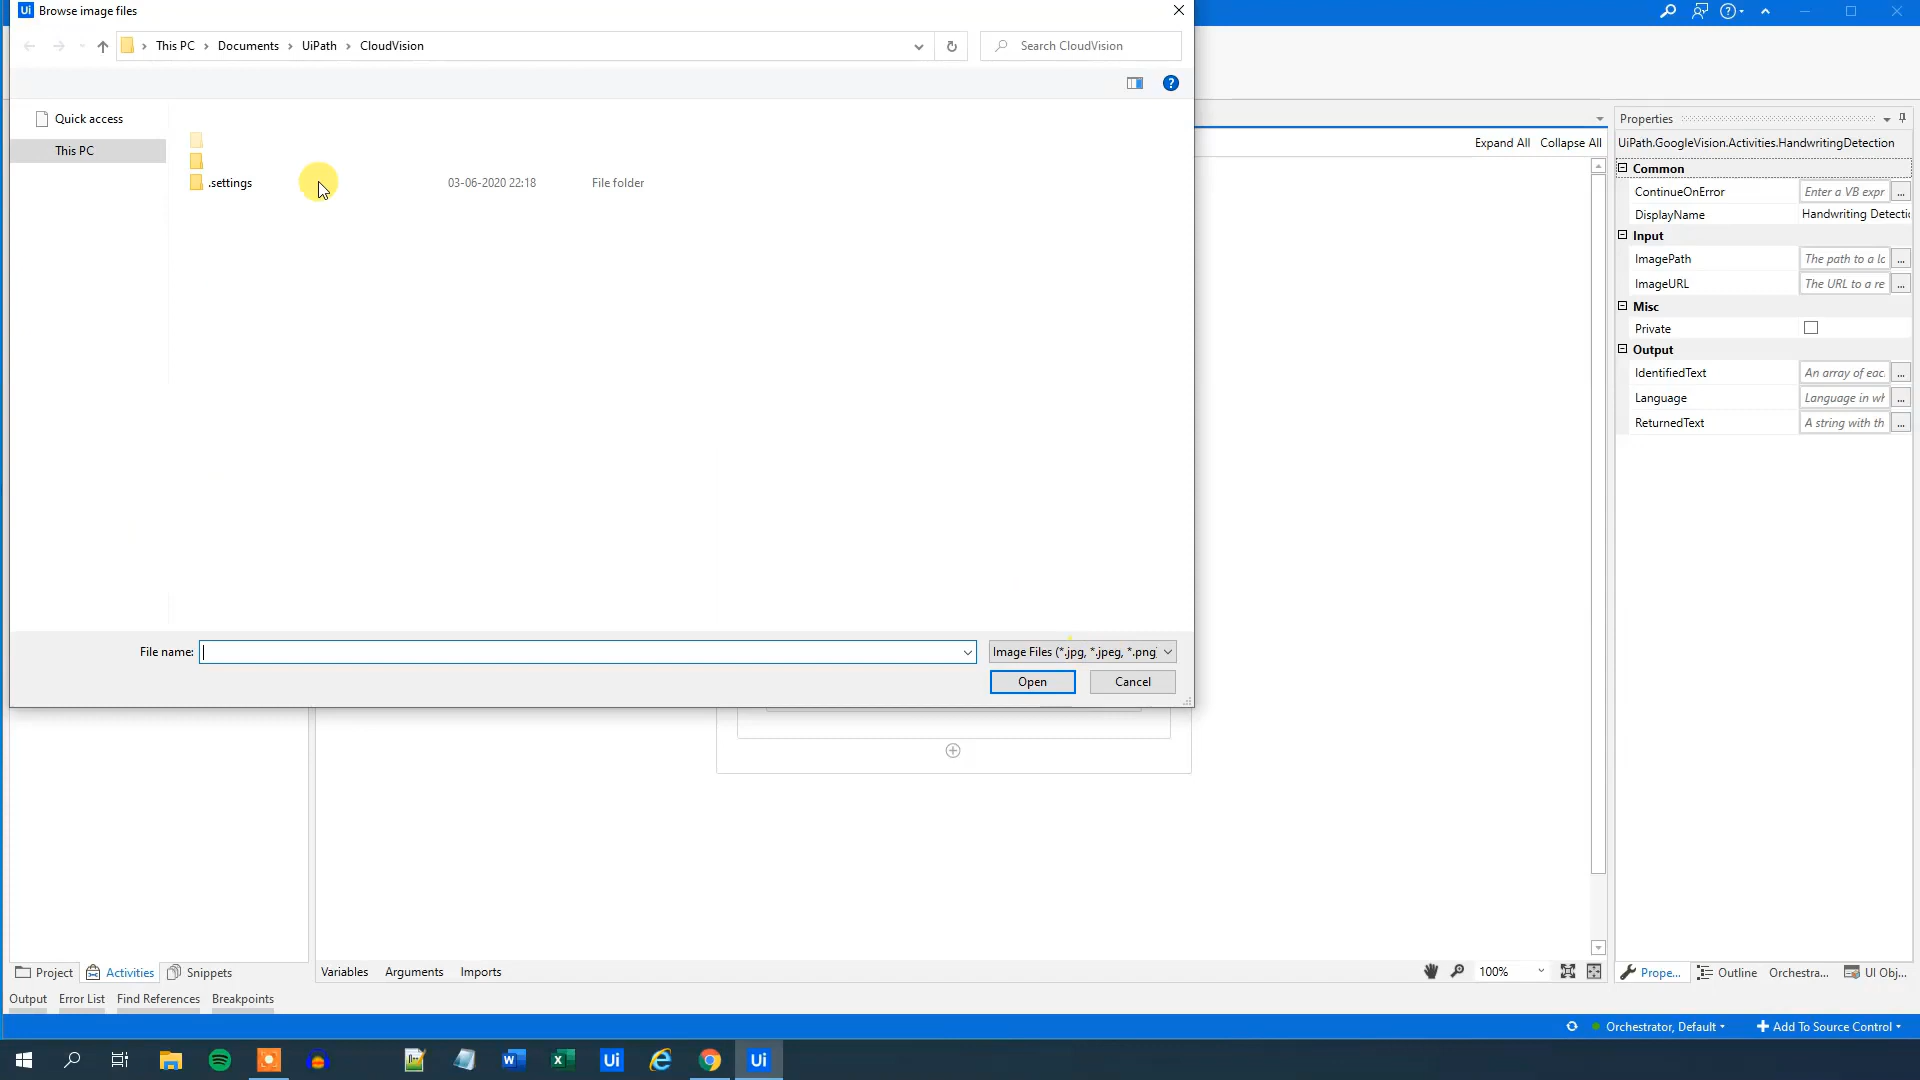 Ui Browse image files
This PC > Documents > UiPath > CloudVision
Search CloudVision
Quick access
This PC
.settings 03-06-2020 22:18 File folder
File name:
Image Files (*.jpg, *.jpeg, *.png
Open Cancel
Expand All Collapse All
Properties
UiPath.GoogleVision.Activities.HandwritingDetection
Common
ContinueOnError Enter a VB expr ...
DisplayName Handwriting Detectic
Input
ImagePath The path to a lc ...
ImageURL The URL to a re ...
Misc
Private
Output
IdentifiedText An array of eac. ...
Language Language in wh ...
ReturnedText A string with th ...
Project Activities Snippets
Variables Arguments Imports
100%
Prope... Outline Orchestra... UI Obj...
Output Error List Find References Breakpoints
Orchestrator, Default
Add To Source Control
Ui Ui